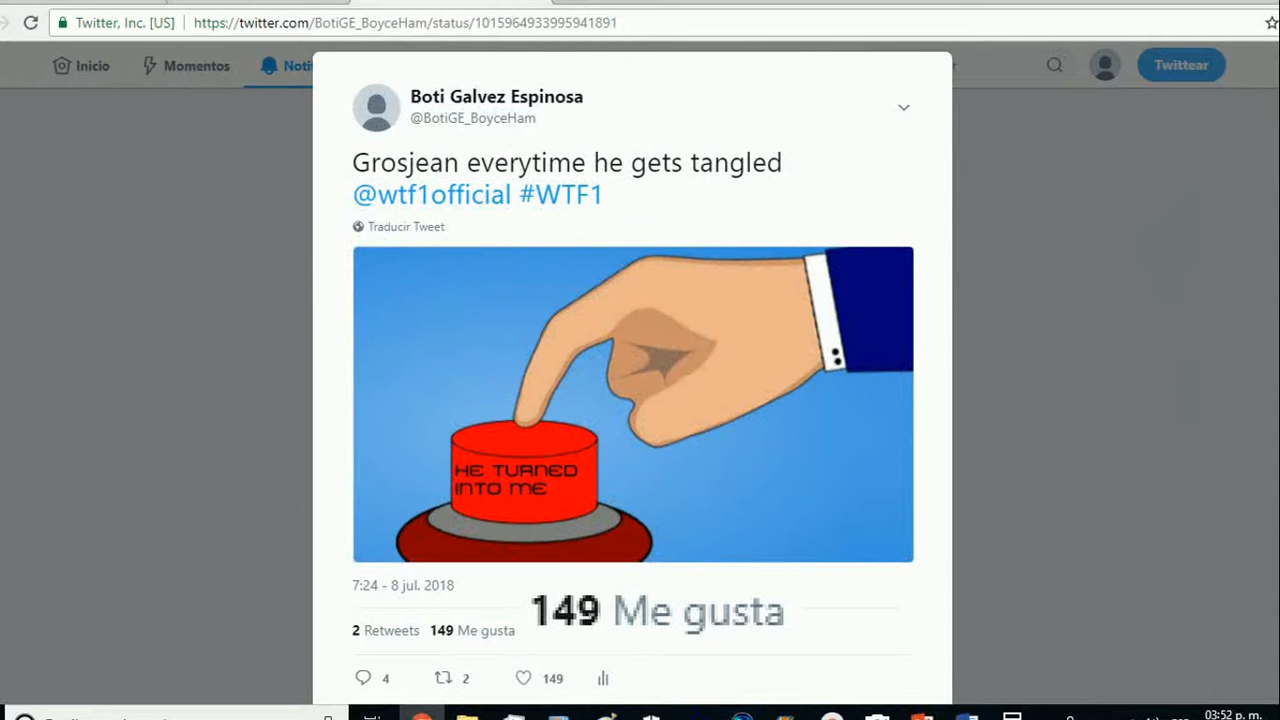 Twitter, Inc. [US] https://twitter.com/BotiGE_BoyceHam/status/1015964933995941891
Inicio Momentos Noti Twittear
Boti Galvez Espinosa
@BotiGE_BoyceHam
Grosjean everytime he gets tangled
@wtf1official #WTF1
Traducir Tweet
HE TURNED
INTO ME
7:24 - 8 jul. 2018
149 Me gusta
2 Retweets 149 Me gusta
4 2 149
03:52 p. m.